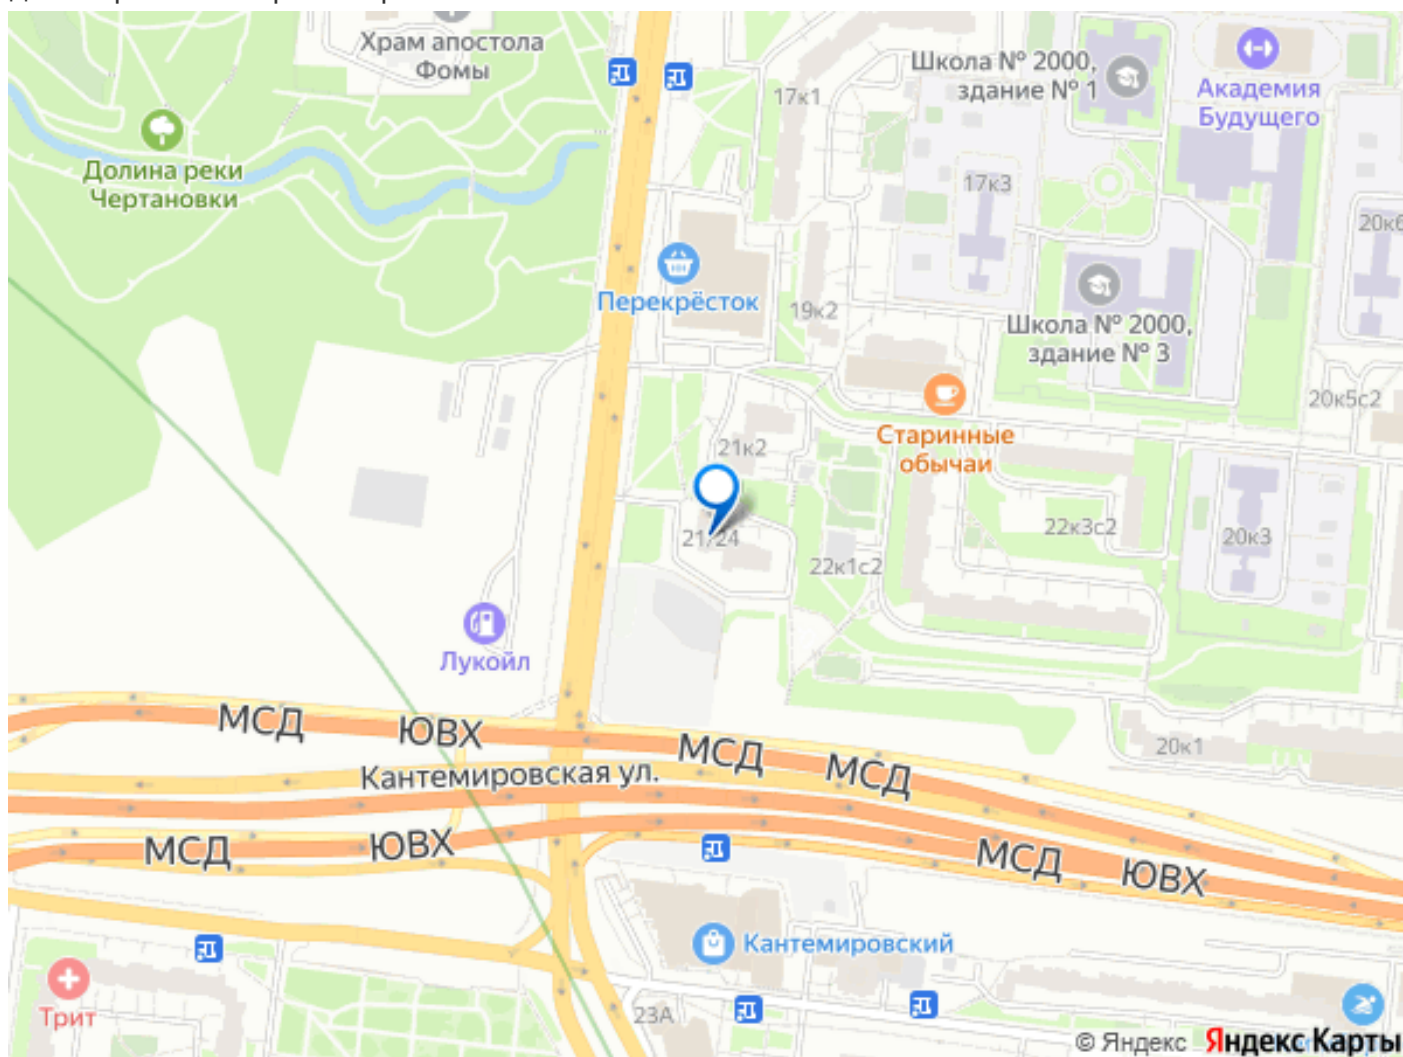 Храм апостола
Фомы
Школа № 2000,
здание № 1
Академия
Будущего
17к1
Долина реки
Чертановки
17к3
20к6
Перекрёсток
19к2
Школа № 2000,
здание № 3
20к5с2
Старинные
обычаи
21к2
21/24
22к3с2
20к3
22к1с2
Лукойл
МСД
ЮВХ
МСД
МСД
20к1
Кантемировская ул.
МСД
ЮВХ
МСД
ЮВХ
Кантемировский
Трит
23А
© Яндекс Яндекс Карты